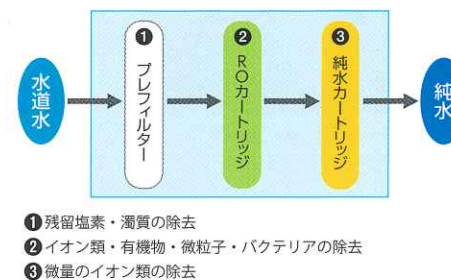 ❶
❷
❸
水道水
プレフィルター
ROカートリッジ
純水カートリッジ
純水
❶残留塩素・濁質の除去
❷イオン類・有機物・微粒子・バクテリアの除去
❸微量のイオン類の除去